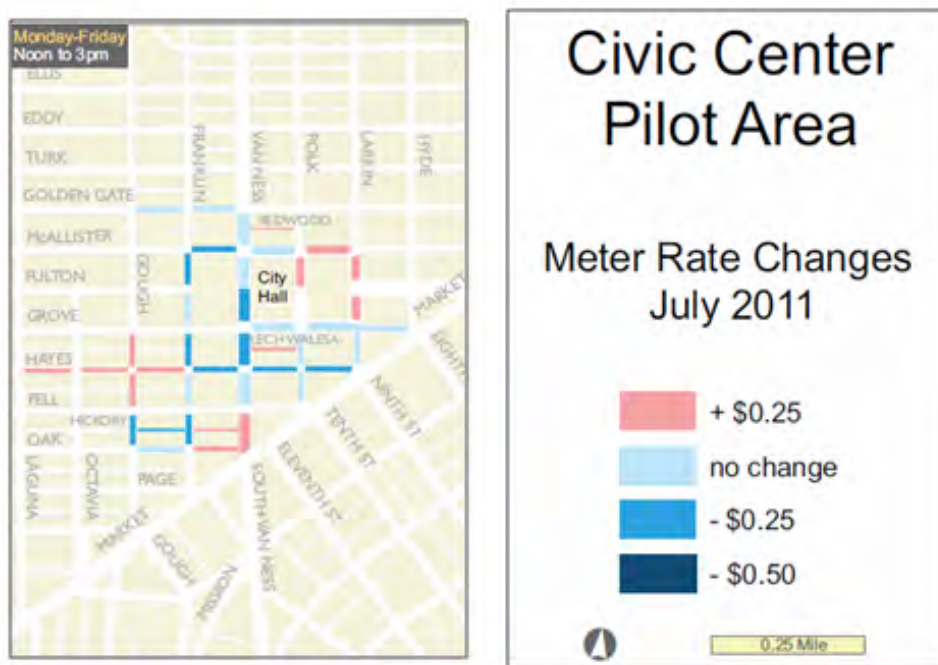 Monday-Friday
Noon to 3pm
ELLIS
EDDY
TURK
GOLDEN GATE
McALLISTER
FULTON
GROVE
HAYES
FELL
HICKORY
OAK
PAGE
LAGUNA
OCTAVIA
GOUGH
FRANKLIN
VAN NESS
POLK
LARKIN
HYDE
REDWOOD
City
Hall
LECH WALESA
MARKET
EIGHTH
NINTH ST
TENTH ST
ELEVENTH ST
SOUTH VAN NESS
MARKET
GOUGH
MISSION
Civic Center
Pilot Area
Meter Rate Changes
July 2011
+ $0.25
no change
- $0.25
- $0.50
0.25 Mile